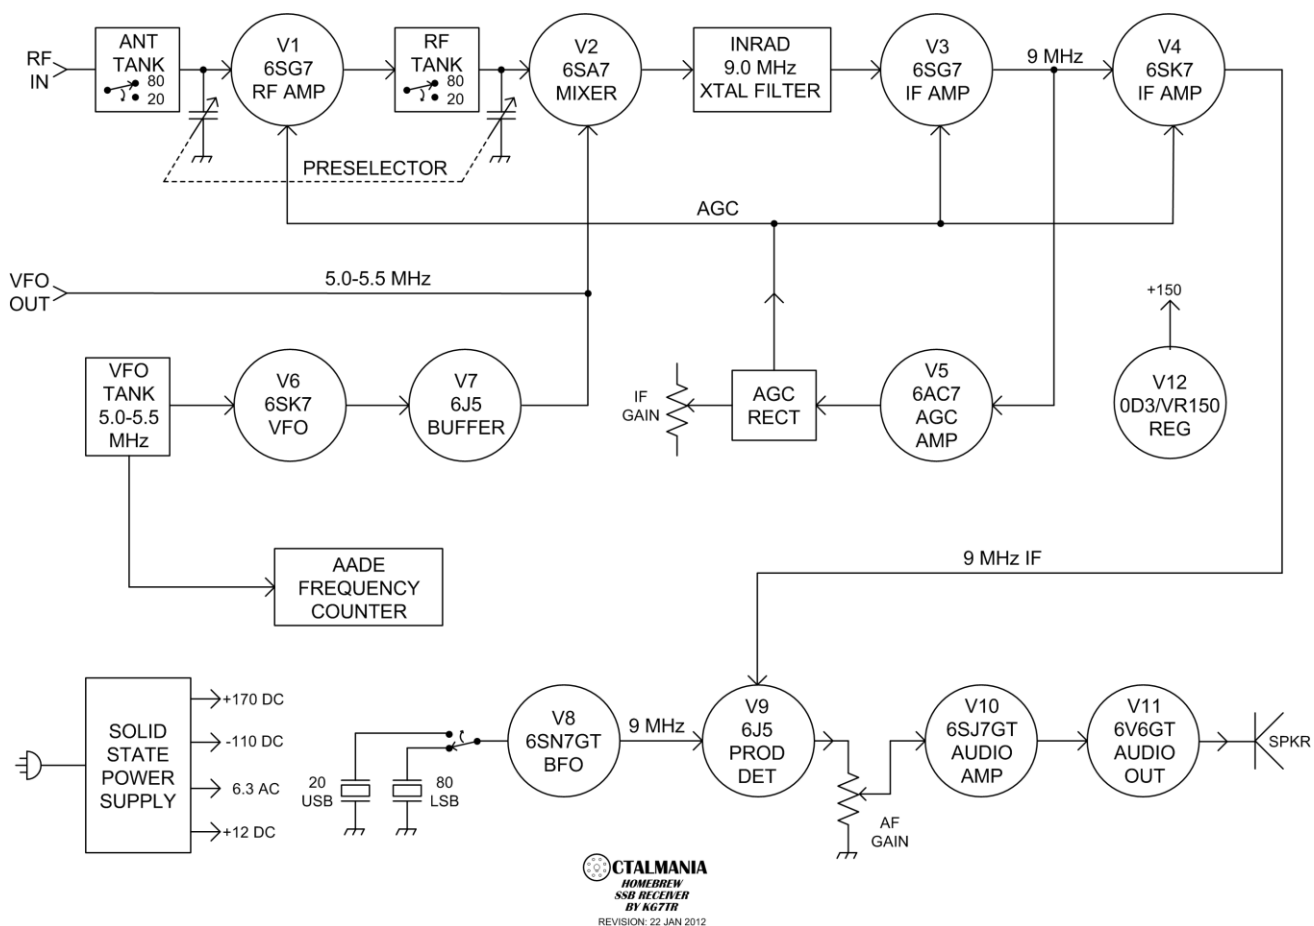 RF
IN
ANT
TANK
80
20
V1
6SG7
RF AMP
RF
TANK
80
20
V2
6SA7
MIXER
INRAD
9.0 MHz
XTAL FILTER
V3
6SG7
IF AMP
9 MHz
V4
6SK7
IF AMP
PRESELECTOR
AGC
VFO
OUT
5.0-5.5 MHz
+150
VFO
TANK
5.0-5.5
MHz
V6
6SK7
VFO
V7
6J5
BUFFER
IF
GAIN
AGC
RECT
V5
6AC7
AGC
AMP
V12
0D3/VR150
REG
AADE
FREQUENCY
COUNTER
9 MHz IF
SOLID
STATE
POWER
SUPPLY
+170 DC
-110 DC
6.3 AC
+12 DC
20
USB
80
LSB
V8
6SN7GT
BFO
9 MHz
V9
6J5
PROD
DET
AF
GAIN
V10
6SJ7GT
AUDIO
AMP
V11
6V6GT
AUDIO
OUT
SPKR
CTALMANIA
HOMEBREW
SSB RECEIVER
BY KG7TR
REVISION: 22 JAN 2012